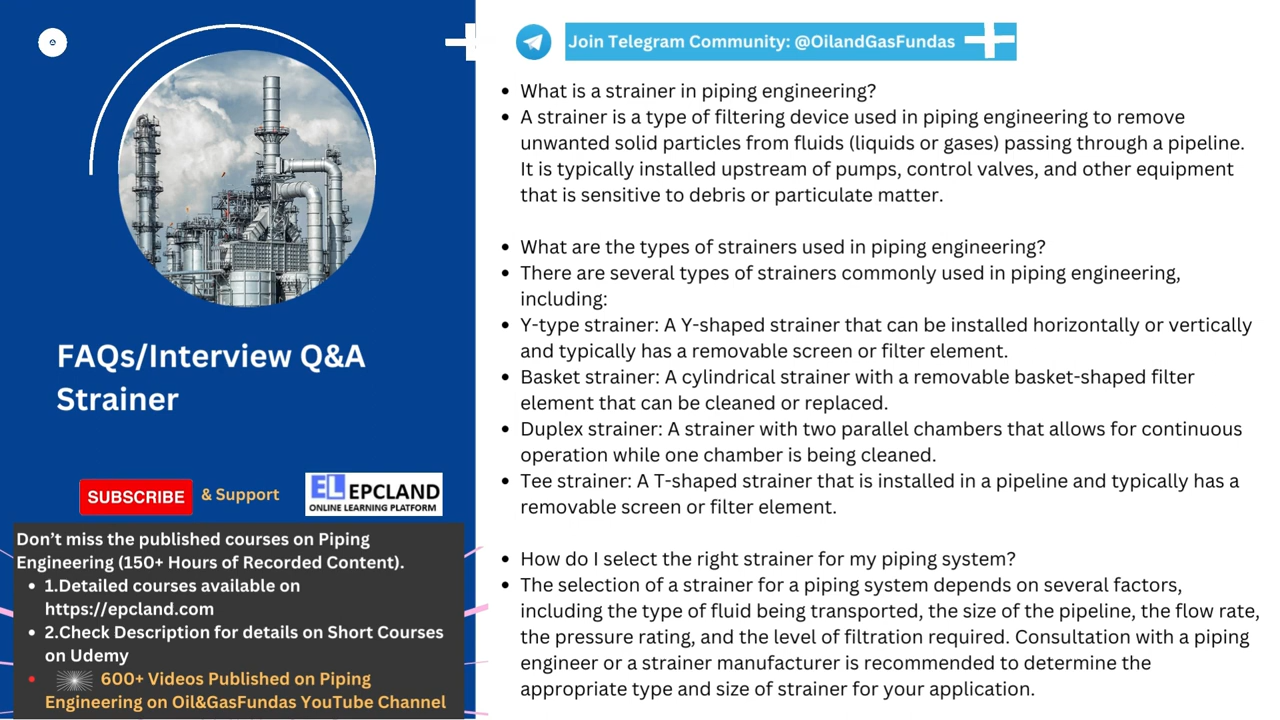 Join Telegram Community: @OilandGasFundas
• What is a strainer in piping engineering?
• A strainer is a type of filtering device used in piping engineering to remove
unwanted solid particles from fluids (liquids or gases) passing through a pipeline.
It is typically installed upstream of pumps, control valves, and other equipment
that is sensitive to debris or particulate matter.
• What are the types of strainers used in piping engineering?
• There are several types of strainers commonly used in piping engineering,
including:
• Y-type strainer: A Y-shaped strainer that can be installed horizontally or vertically
and typically has a removable screen or filter element.
• Basket strainer: A cylindrical strainer with a removable basket-shaped filter
element that can be cleaned or replaced.
• Duplex strainer: A strainer with two parallel chambers that allows for continuous
operation while one chamber is being cleaned.
• Tee strainer: A T-shaped strainer that is installed in a pipeline and typically has a
removable screen or filter element.
• How do I select the right strainer for my piping system?
• The selection of a strainer for a piping system depends on several factors,
including the type of fluid being transported, the size of the pipeline, the flow rate,
the pressure rating, and the level of filtration required. Consultation with a piping
engineer or a strainer manufacturer is recommended to determine the
appropriate type and size of strainer for your application.
FAQs/Interview Q&A
Strainer
SUBSCRIBE & Support
EL EPCLAND
ONLINE LEARNING PLATFORM
Don't miss the published courses on Piping
Engineering (150+ Hours of Recorded Content).
• 1.Detailed courses available on
https://epcland.com
• 2.Check Description for details on Short Courses
on Udemy
• 600+ Videos Published on Piping
Engineering on Oil&GasFundas YouTube Channel